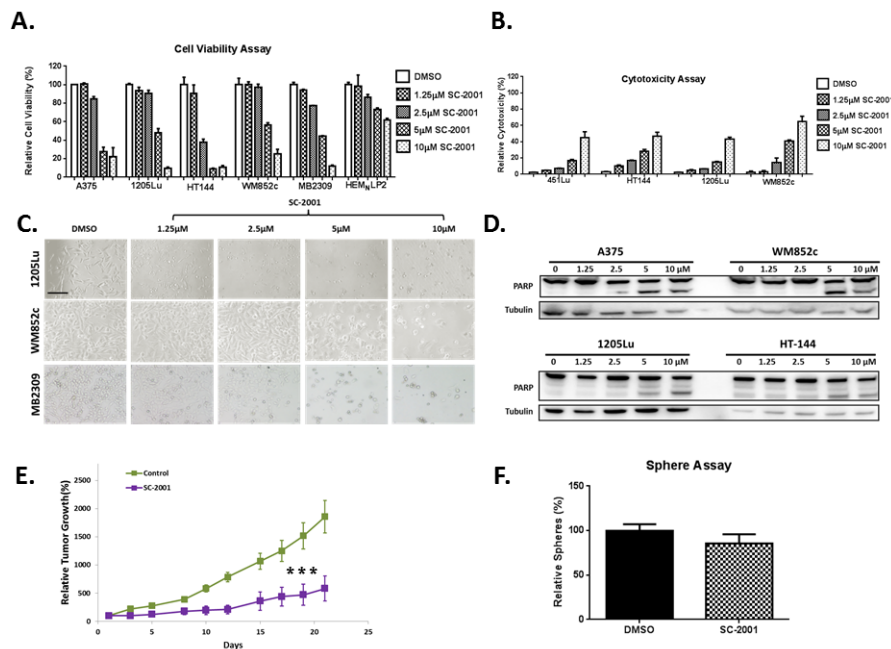 A.
Cell Viability Assay
Relative Cell Viability (%)
120
100
80
60
40
20
0
A375
1205Lu
HT144
WM852c
MB2309
HEMNLP2
DMSO
1.25μM SC-2001
2.5μM SC-2001
5μM SC-2001
10μM SC-2001
B.
Cytotoxicity Assay
Relative Cytotoxicity (%)
120
100
80
60
40
20
0
451Lu
HT144
1205Lu
WM852c
DMSO
1.25μM SC-2001
2.5μM SC-2001
5μM SC-2001
10μM SC-2001
C.
SC-2001
DMSO 1.25μM 2.5μM 5μM 10μM
1205Lu
WM852c
MB2309
D.
A375 WM852c
0 1.25 2.5 5 10 μM 0 1.25 2.5 5 10 μM
PARP
Tubulin
1205Lu HT-144
0 1.25 2.5 5 10 μM 0 1.25 2.5 5 10 μM
PARP
Tubulin
E.
Control
SC-2001
Relative Tumor Growth(%)
2500
2000
1500
1000
500
0
***
0 5 10 15 20 25
Days
F.
Sphere Assay
Relative Spheres (%)
150
100
50
0
DMSO SC-2001